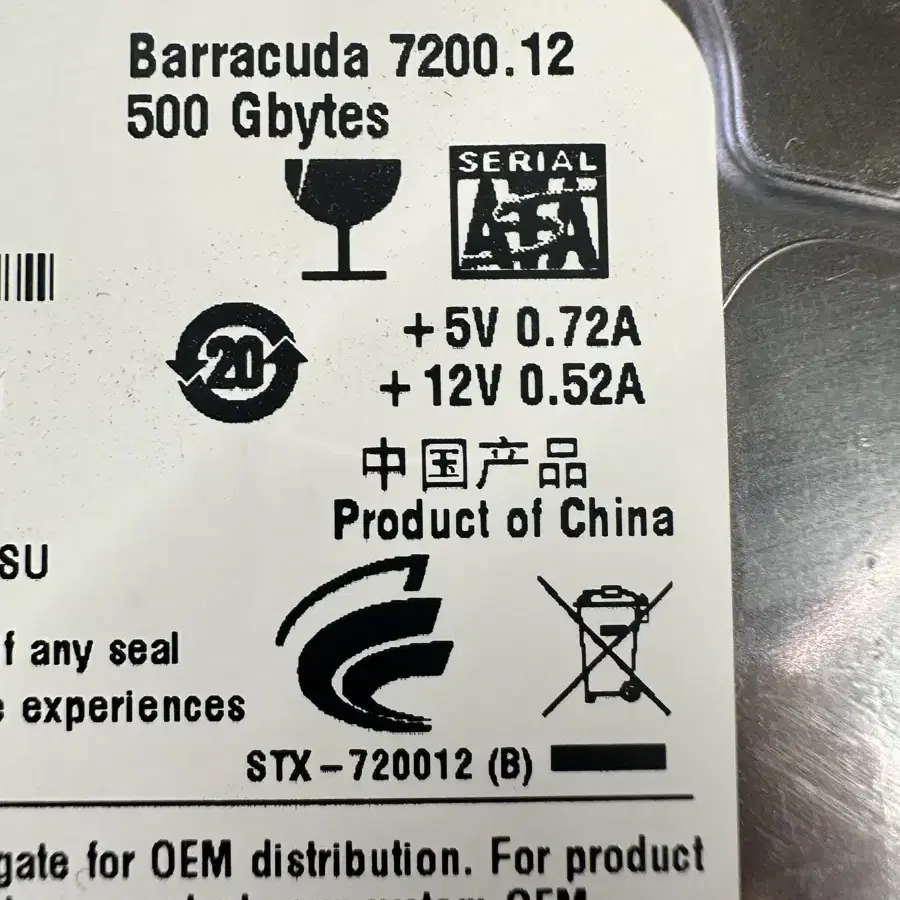 Barracuda 7200.12
500 Gbytes
SERIAL
ATA
20
+5V 0.72A
+12V 0.52A
中国产品
Product of China
SU
f any seal
e experiences
STX-720012 (B)
gate for OEM distribution. For product
OEM